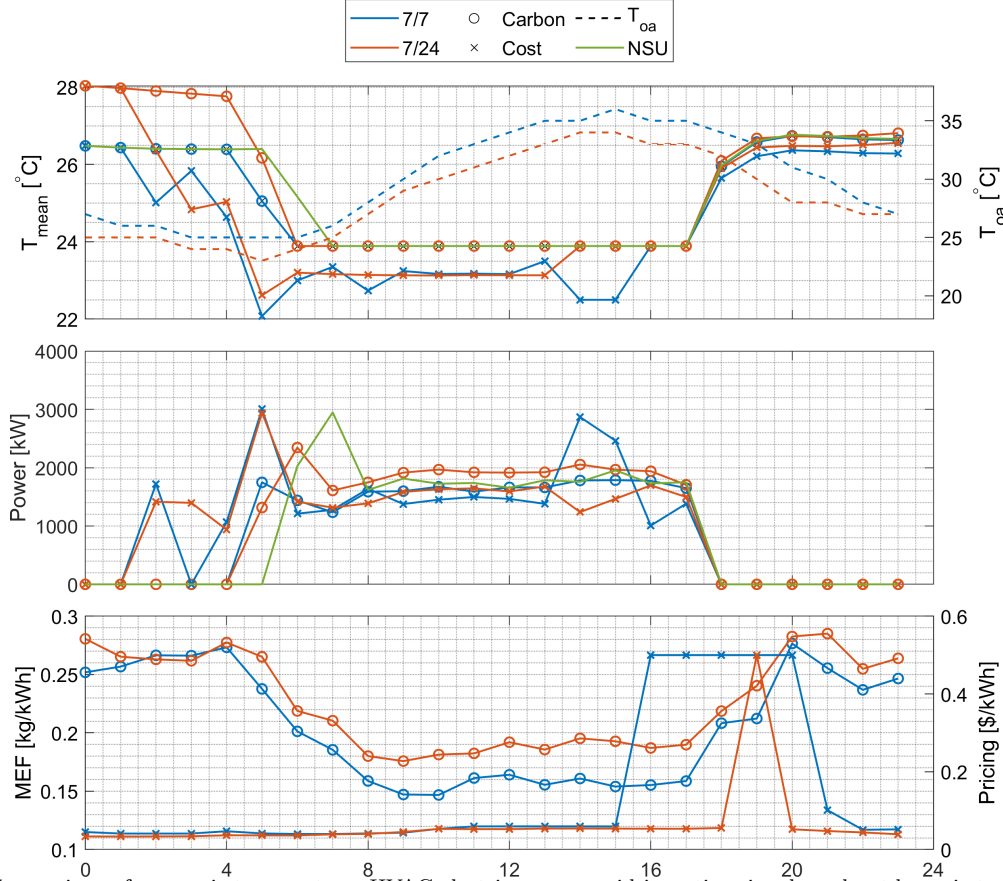 7/7 Carbon T_oa
7/24 Cost NSU
28
26
24
22
T_mean [°C]
35
30
25
20
T_oa [°C]
4000
3000
2000
1000
0
Power [kW]
0.3
0.25
0.2
0.15
0.1
MEF [kg/kWh]
0.6
0.4
0.2
0
Pricing [$/kWh]
0 4 8 12 16 20 24